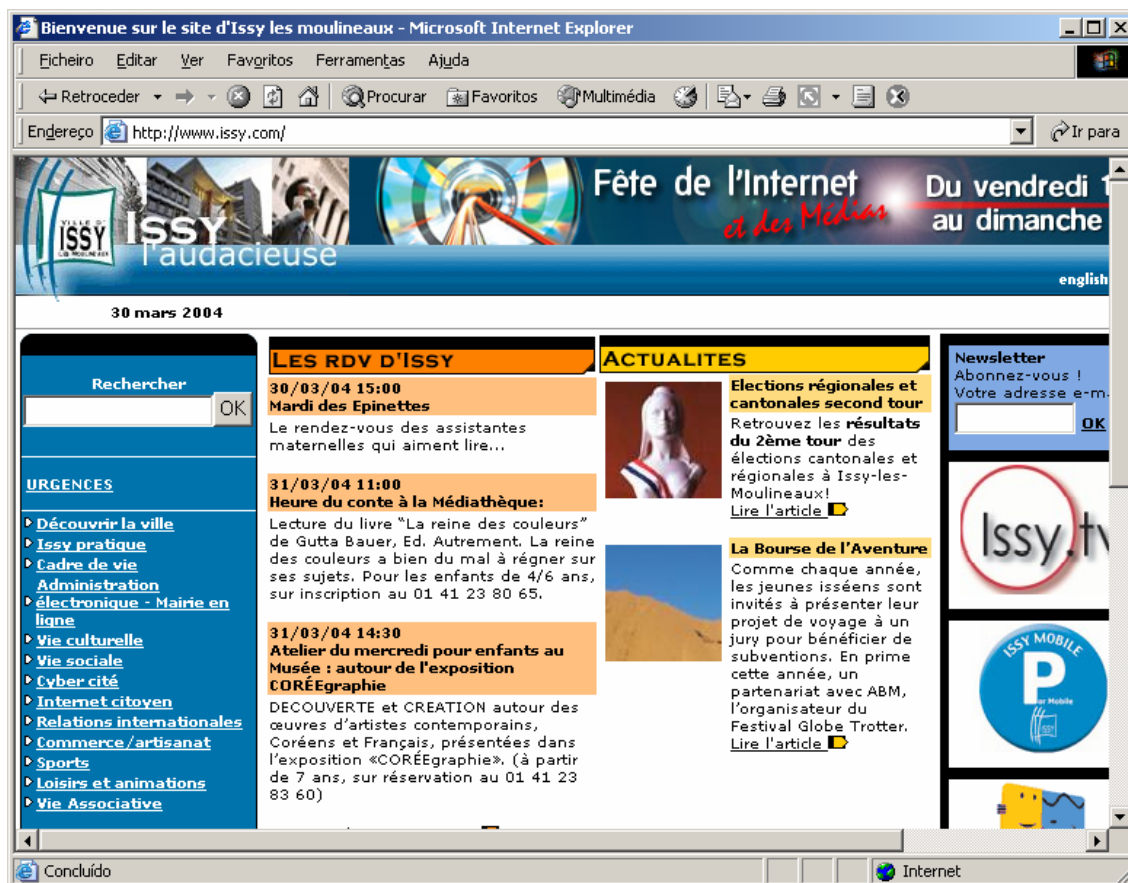 Bienvenue sur le site d'Issy les moulineaux - Microsoft Internet Explorer
Ficheiro Editar Ver Favoritos Ferramentas Ajuda
Retroceder Procurar Favoritos Multimédia
Endereço http://www.issy.com/ Ir para
VILLE D'
ISSY
LES MOULINEAUX
Issy
l'audacieuse
Fête de l'Internet
et des Médias
Du vendredi 1
au dimanche
english
30 mars 2004
Rechercher
OK
URGENCES
Découvrir la ville
Issy pratique
Cadre de vie
Administration
électronique - Mairie en
ligne
Vie culturelle
Vie sociale
Cyber cité
Internet citoyen
Relations internationales
Commerce/artisanat
Sports
Loisirs et animations
Vie Associative
LES RDV D'ISSY
30/03/04 15:00
Mardi des Epinettes
Le rendez-vous des assistantes
maternelles qui aiment lire...
31/03/04 11:00
Heure du conte à la Médiathèque:
Lecture du livre “La reine des couleurs”
de Gutta Bauer, Ed. Autrement. La reine
des couleurs a bien du mal à régner sur
ses sujets. Pour les enfants de 4/6 ans,
sur inscription au 01 41 23 80 65.
31/03/04 14:30
Atelier du mercredi pour enfants au
Musée : autour de l'exposition
CORÉEgraphie
DECOUVERTE et CREATION autour des
œuvres d’artistes contemporains,
Coréens et Français, présentées dans
l’exposition «CORÉEgraphie». (à partir
de 7 ans, sur réservation au 01 41 23
83 60)
ACTUALITES
Elections régionales et
cantonales second tour
Retrouvez les résultats
du 2ème tour des
élections cantonales et
régionales à Issy-les-
Moulineaux!
Lire l'article
La Bourse de l’Aventure
Comme chaque année,
les jeunes isséens sont
invités à présenter leur
projet de voyage à un
jury pour bénéficier de
subventions. En prime
cette année, un
partenariat avec ABM,
l’organisateur du
Festival Globe Trotter.
Lire l'article
Newsletter
Abonnez-vous !
Votre adresse e-m
OK
Issy.tv
ISSY MOBILE
P
ar Mobile
Concluído Internet